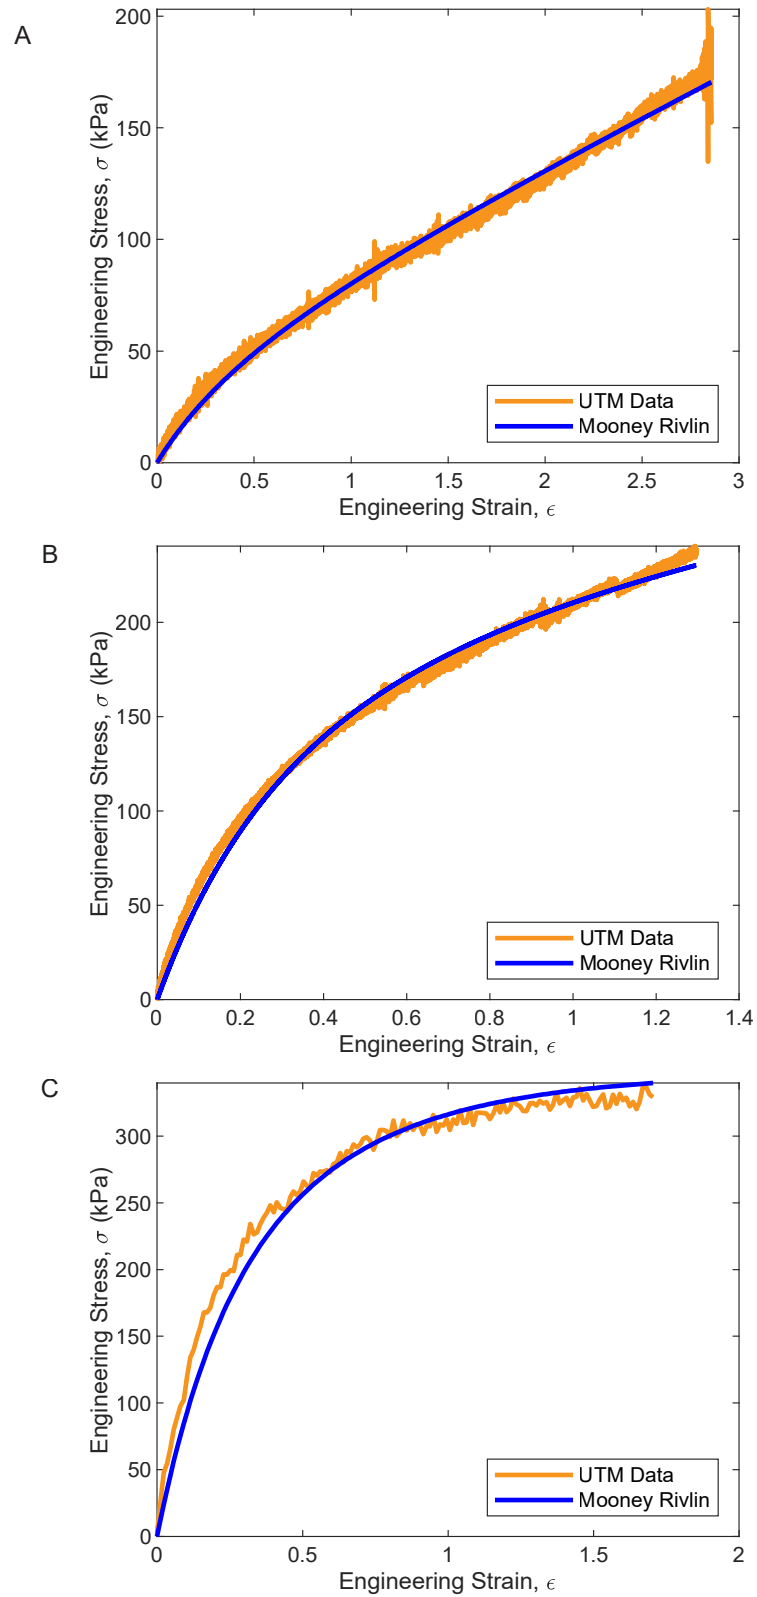 A
200
150
100
50
0
Engineering Stress, σ (kPa)
UTM Data
Mooney Rivlin
0.5 1 1.5 2 2.5 3
Engineering Strain, ϵ
B
200
150
100
50
0
Engineering Stress, σ (kPa)
UTM Data
Mooney Rivlin
0 0.2 0.4 0.6 0.8 1 1.2 1.4
Engineering Strain, ϵ
C
300
250
200
150
100
50
0
Engineering Stress, σ (kPa)
UTM Data
Mooney Rivlin
0 0.5 1 1.5 2
Engineering Strain, ϵ